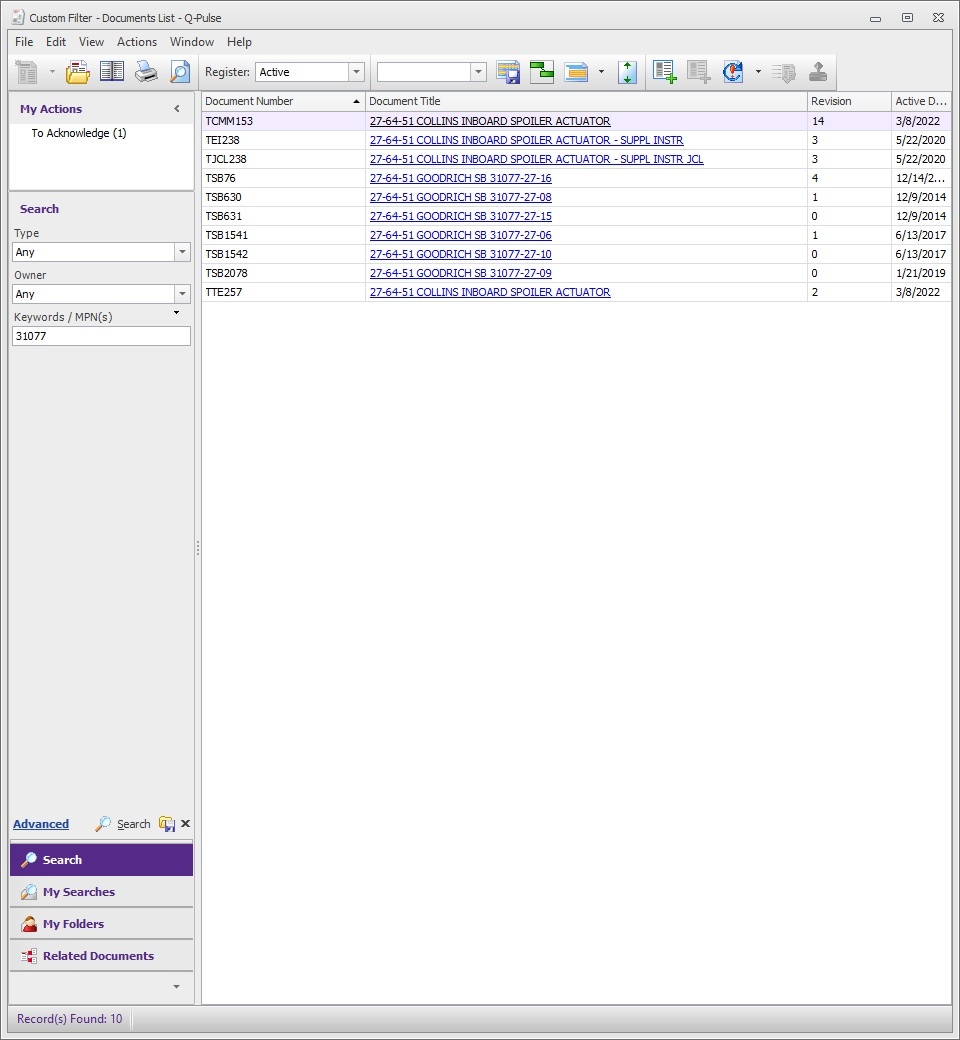 Custom Filter - Documents List - Q-Pulse
File Edit View Actions Window Help
Register: Active
My Actions
To Acknowledge (1)
Search
Type
Any
Owner
Any
Keywords / MPN(s)
31077
Advanced Search
Search
My Searches
My Folders
Related Documents
Document Number Document Title Revision Active D...
TCMM153 27-64-51 COLLINS INBOARD SPOILER ACTUATOR 14 3/8/2022
TEI238 27-64-51 COLLINS INBOARD SPOILER ACTUATOR - SUPPL INSTR 3 5/22/2020
TJCL238 27-64-51 COLLINS INBOARD SPOILER ACTUATOR - SUPPL INSTR JCL 3 5/22/2020
TSB76 27-64-51 GOODRICH SB 31077-27-16 4 12/14/2...
TSB630 27-64-51 GOODRICH SB 31077-27-08 1 12/9/2014
TSB631 27-64-51 GOODRICH SB 31077-27-15 0 12/9/2014
TSB1541 27-64-51 GOODRICH SB 31077-27-06 1 6/13/2017
TSB1542 27-64-51 GOODRICH SB 31077-27-10 0 6/13/2017
TSB2078 27-64-51 GOODRICH SB 31077-27-09 0 1/21/2019
TTE257 27-64-51 COLLINS INBOARD SPOILER ACTUATOR 2 3/8/2022
Record(s) Found: 10